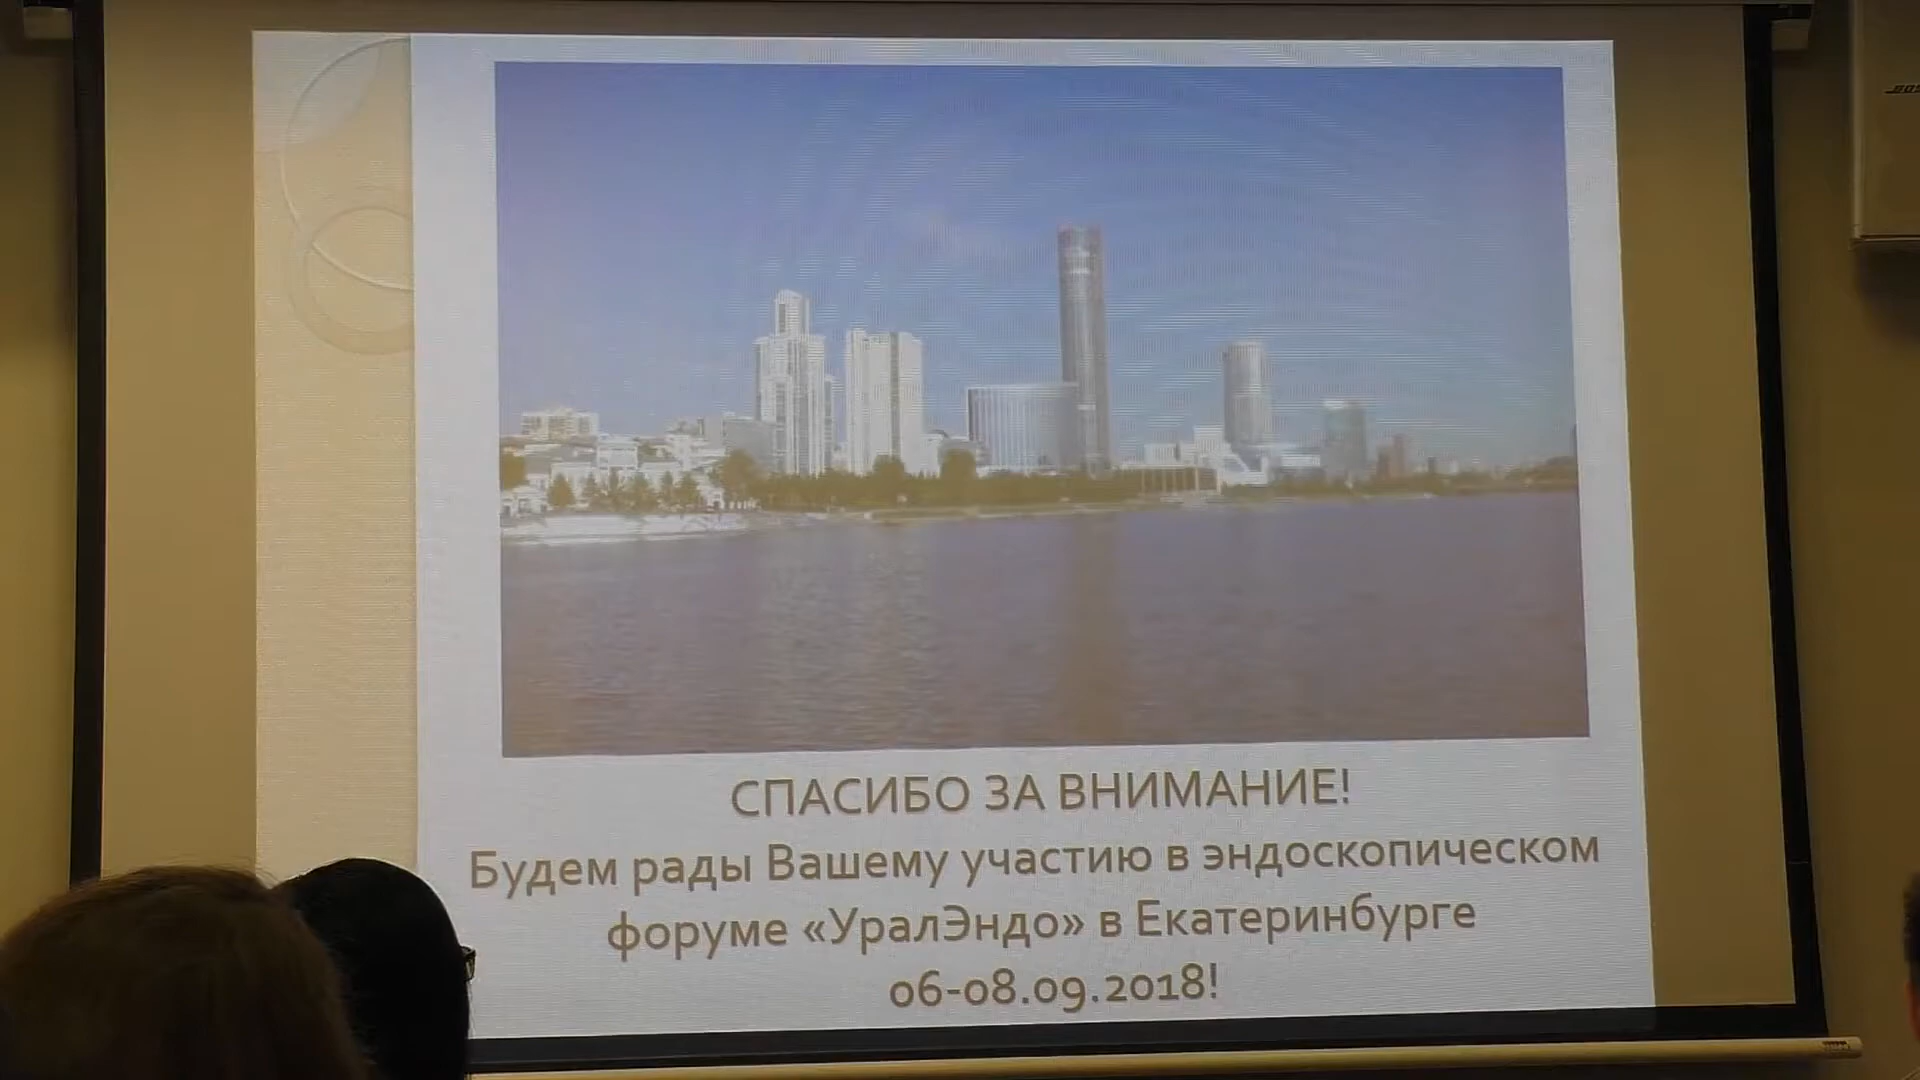 СПАСИБО ЗА ВНИМАНИЕ!
Будем рады Вашему участию в эндоскопическом
форуме «УралЭндо» в Екатеринбурге
06-08.09.2018!